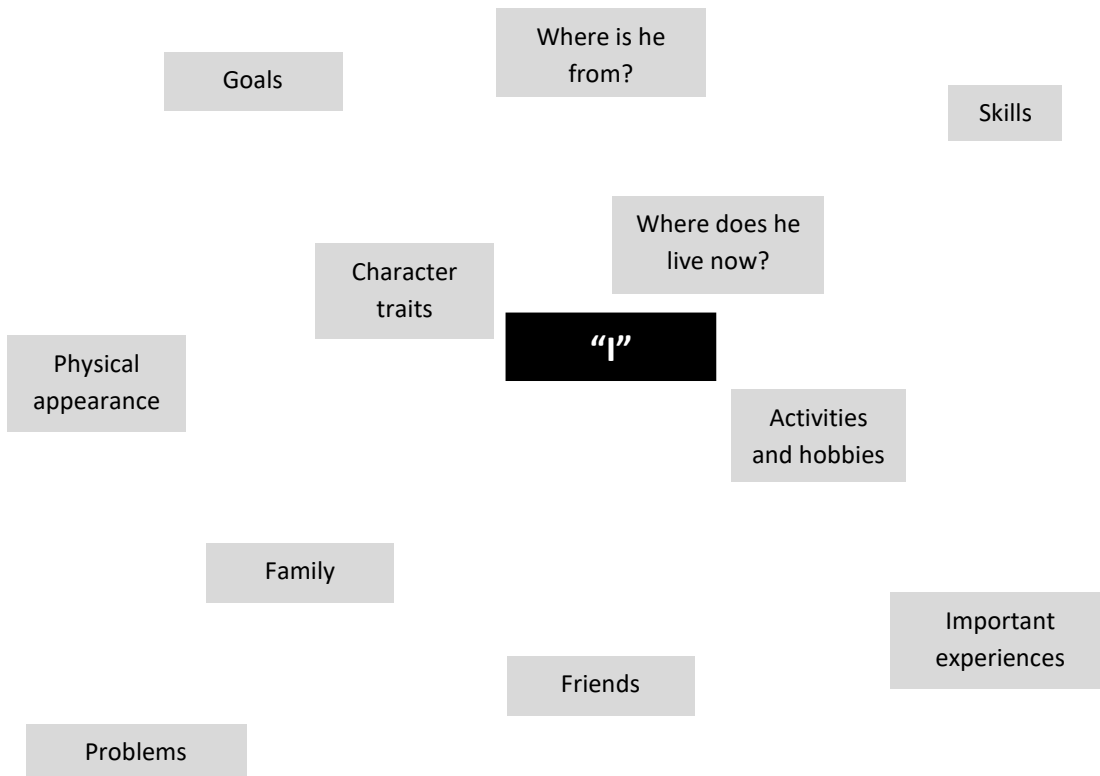 Where is he
from?
Goals
Skills
Where does he
live now?
Character
traits
“I”
Physical
appearance
Activities
and hobbies
Family
Important
experiences
Friends
Problems